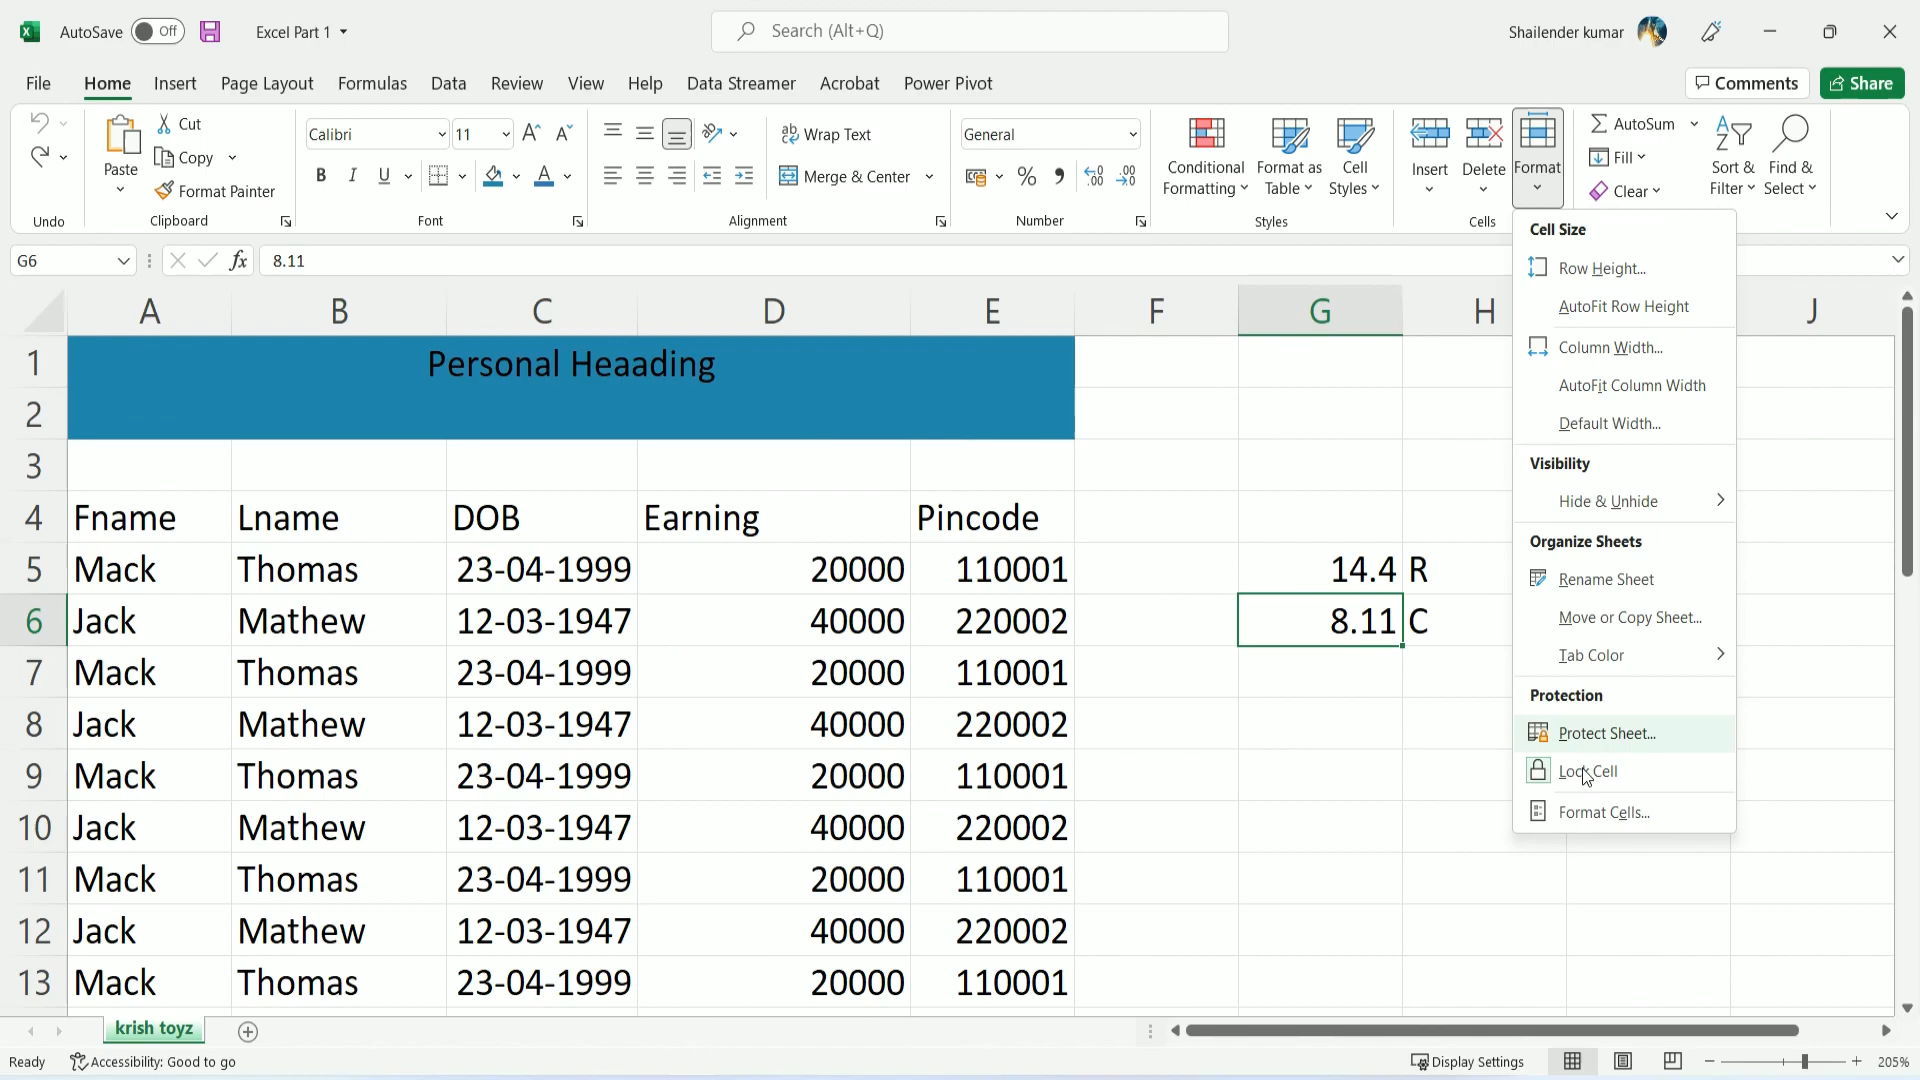 AutoSave Off Excel Part 1 Search (Alt+Q) Shailender kumar
File Home Insert Page Layout Formulas Data Review View Help Data Streamer Acrobat Power Pivot Comments Share
Cut
Copy
Format Painter
Paste
Undo
Clipboard
Calibri 11
B I U A
Font
Wrap Text
Merge & Center
Alignment
General
%
Number
Conditional Formatting
Format as Table
Cell Styles
Styles
Insert
Delete
Format
Cells
AutoSum
Fill
Clear
Sort & Filter
Find & Select
G6 fx 8.11
Cell Size
Row Height...
AutoFit Row Height
Column Width...
AutoFit Column Width
Default Width...
Visibility
Hide & Unhide
Organize Sheets
Rename Sheet
Move or Copy Sheet...
Tab Color
Protection
Protect Sheet...
Lock Cell
Format Cells...
A B C D E F G H J
1 Personal Heaading
2
3
4 Fname Lname DOB Earning Pincode
5 Mack Thomas 23-04-1999 20000 110001 14.4 R
6 Jack Mathew 12-03-1947 40000 220002 8.11 C
7 Mack Thomas 23-04-1999 20000 110001
8 Jack Mathew 12-03-1947 40000 220002
9 Mack Thomas 23-04-1999 20000 110001
10 Jack Mathew 12-03-1947 40000 220002
11 Mack Thomas 23-04-1999 20000 110001
12 Jack Mathew 12-03-1947 40000 220002
13 Mack Thomas 23-04-1999 20000 110001
krish toyz
Ready Accessibility: Good to go Display Settings 205%